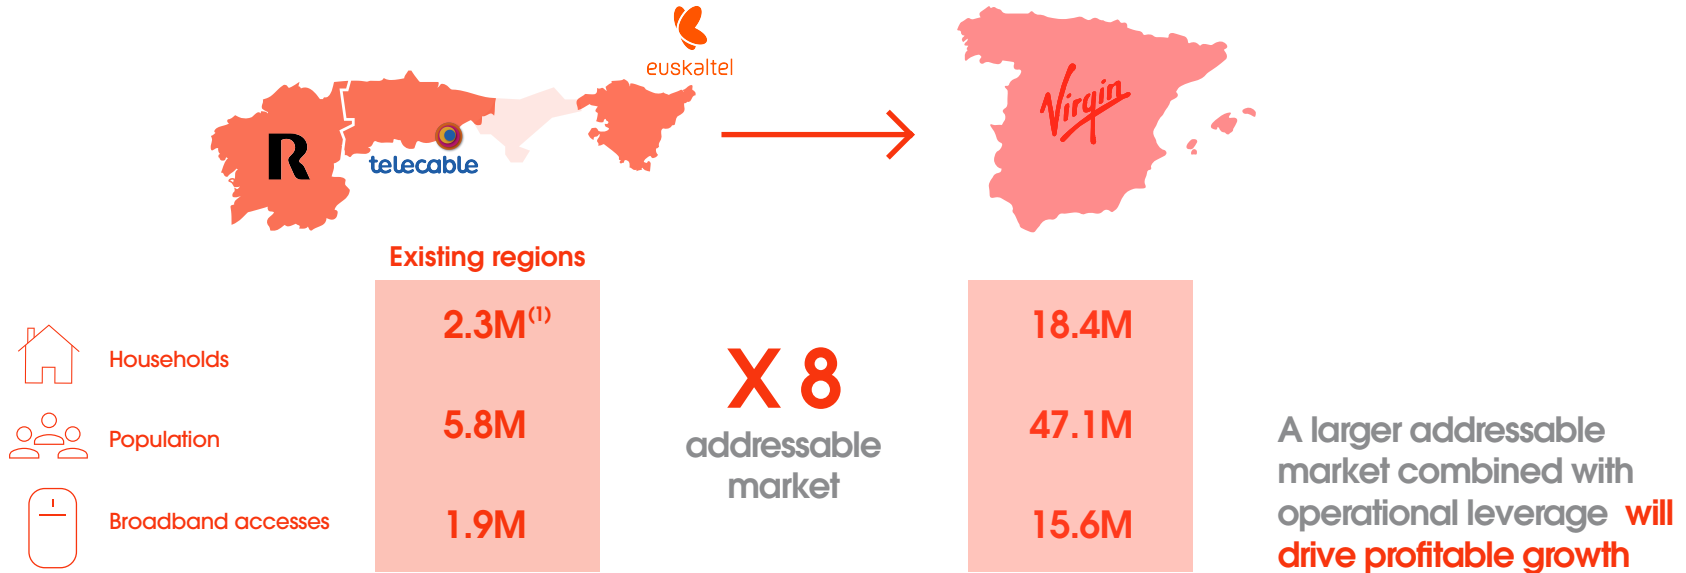 euskaltel
Virgin
R
telecable
Existing regions
Households
2.3M(1)
18.4M
X 8
addressable
market
Population
5.8M
47.1M
Broadband accesses
1.9M
15.6M
A larger addressable
market combined with
operational leverage will
drive profitable growth